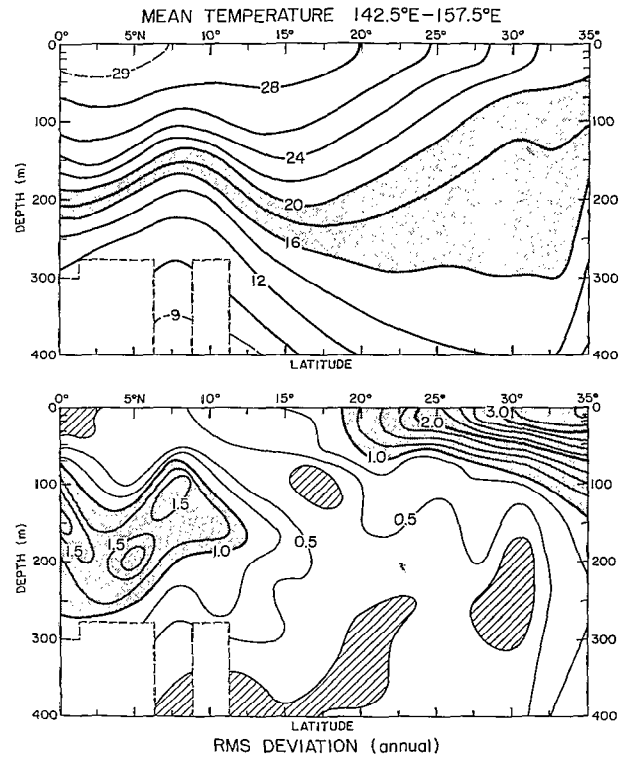 MEAN TEMPERATURE 142.5°E–157.5°E
0° 5°N 10° 15° 20° 25° 30° 35°
0 0
29
28
100 100
24
DEPTH (m)
200 200
20
16
300 300
12
9
400 400
LATITUDE
0° 5°N 10° 15° 20° 25° 30° 35°
0 0
3.0
2.0
1.0
100 100
1.5
0.5
DEPTH (m)
1.5 1.5 1.0 0.5
200 200
300 300
400 400
LATITUDE
RMS DEVIATION (annual)